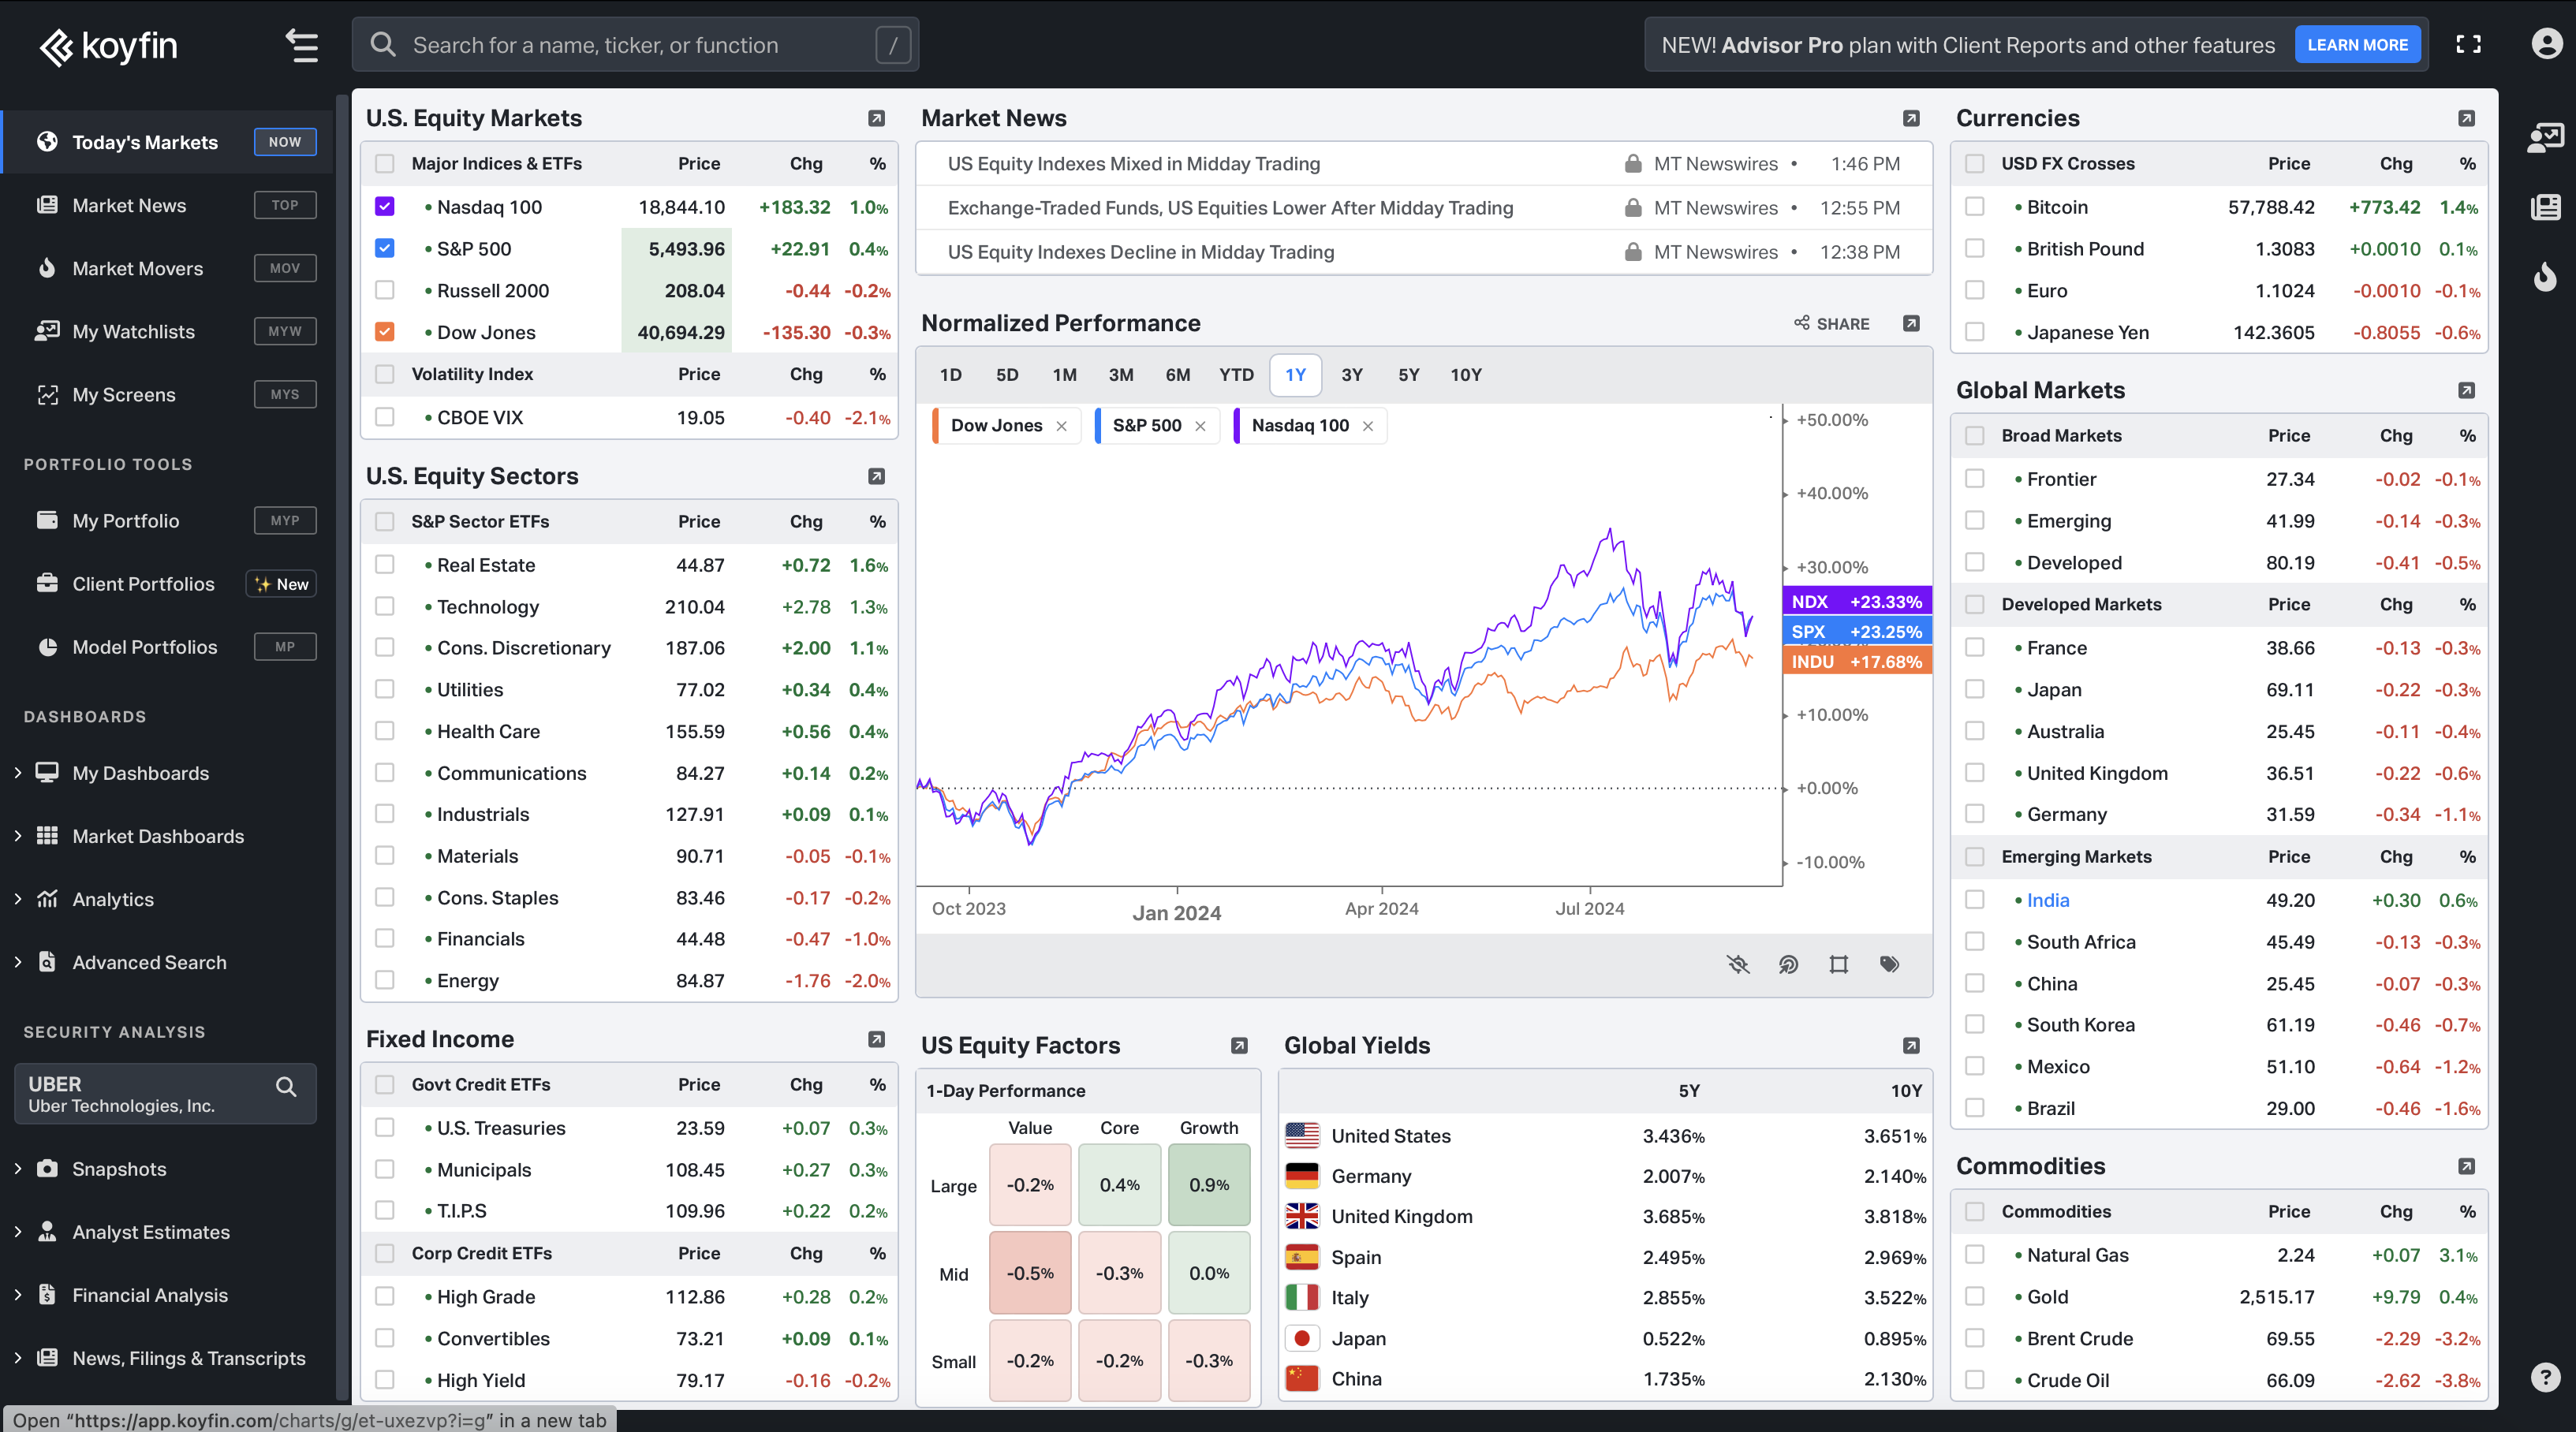 koyfin
Search for a name, ticker, or function /
NEW! Advisor Pro plan with Client Reports and other features LEARN MORE
Today's Markets NOW
Market News TOP
Market Movers MOV
My Watchlists MYW
My Screens MYS
PORTFOLIO TOOLS
My Portfolio MYP
Client Portfolios ✨ New
Model Portfolios MP
DASHBOARDS
My Dashboards
Market Dashboards
Analytics
Advanced Search
SECURITY ANALYSIS
UBER
Uber Technologies, Inc.
Snapshots
Analyst Estimates
Financial Analysis
News, Filings & Transcripts
U.S. Equity Markets
Major Indices & ETFs Price Chg %
Nasdaq 100 18,844.10 +183.32 1.0%
S&P 500 5,493.96 +22.91 0.4%
Russell 2000 208.04 -0.44 -0.2%
Dow Jones 40,694.29 -135.30 -0.3%
Volatility Index Price Chg %
CBOE VIX 19.05 -0.40 -2.1%
U.S. Equity Sectors
S&P Sector ETFs Price Chg %
Real Estate 44.87 +0.72 1.6%
Technology 210.04 +2.78 1.3%
Cons. Discretionary 187.06 +2.00 1.1%
Utilities 77.02 +0.34 0.4%
Health Care 155.59 +0.56 0.4%
Communications 84.27 +0.14 0.2%
Industrials 127.91 +0.09 0.1%
Materials 90.71 -0.05 -0.1%
Cons. Staples 83.46 -0.17 -0.2%
Financials 44.48 -0.47 -1.0%
Energy 84.87 -1.76 -2.0%
Fixed Income
Govt Credit ETFs Price Chg %
U.S. Treasuries 23.59 +0.07 0.3%
Municipals 108.45 +0.27 0.3%
T.I.P.S 109.96 +0.22 0.2%
Corp Credit ETFs Price Chg %
High Grade 112.86 +0.28 0.2%
Convertibles 73.21 +0.09 0.1%
High Yield 79.17 -0.16 -0.2%
Market News
US Equity Indexes Mixed in Midday Trading MT Newswires • 1:46 PM
Exchange-Traded Funds, US Equities Lower After Midday Trading MT Newswires • 12:55 PM
US Equity Indexes Decline in Midday Trading MT Newswires • 12:38 PM
Normalized Performance SHARE
1D 5D 1M 3M 6M YTD 1Y 3Y 5Y 10Y
Dow Jones × S&P 500 × Nasdaq 100 ×
+50.00%
+40.00%
+30.00%
NDX +23.33%
SPX +23.25%
INDU +17.68%
+10.00%
+0.00%
-10.00%
Oct 2023 Jan 2024 Apr 2024 Jul 2024
US Equity Factors
1-Day Performance
Value Core Growth
Large -0.2% 0.4% 0.9%
Mid -0.5% -0.3% 0.0%
Small -0.2% -0.2% -0.3%
Global Yields
5Y 10Y
United States 3.436% 3.651%
Germany 2.007% 2.140%
United Kingdom 3.685% 3.818%
Spain 2.495% 2.969%
Italy 2.855% 3.522%
Japan 0.522% 0.895%
China 1.735% 2.130%
Currencies
USD FX Crosses Price Chg %
Bitcoin 57,788.42 +773.42 1.4%
British Pound 1.3083 +0.0010 0.1%
Euro 1.1024 -0.0010 -0.1%
Japanese Yen 142.3605 -0.8055 -0.6%
Global Markets
Broad Markets Price Chg %
Frontier 27.34 -0.02 -0.1%
Emerging 41.99 -0.14 -0.3%
Developed 80.19 -0.41 -0.5%
Developed Markets Price Chg %
France 38.66 -0.13 -0.3%
Japan 69.11 -0.22 -0.3%
Australia 25.45 -0.11 -0.4%
United Kingdom 36.51 -0.22 -0.6%
Germany 31.59 -0.34 -1.1%
Emerging Markets Price Chg %
India 49.20 +0.30 0.6%
South Africa 45.49 -0.13 -0.3%
China 25.45 -0.07 -0.3%
South Korea 61.19 -0.46 -0.7%
Mexico 51.10 -0.64 -1.2%
Brazil 29.00 -0.46 -1.6%
Commodities
Commodities Price Chg %
Natural Gas 2.24 +0.07 3.1%
Gold 2,515.17 +9.79 0.4%
Brent Crude 69.55 -2.29 -3.2%
Crude Oil 66.09 -2.62 -3.8%
?
Open “https://app.koyfin.com/charts/g/et-uxezvp?i=g” in a new tab